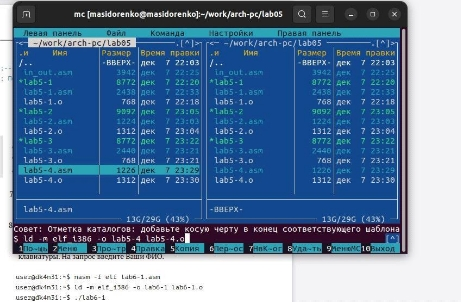 mc [masidorenko@masidorenko]:~/work/arch-pc/lab05
Левая панель Файл Команда Настройки Правая панель
~/work/arch-pc/lab05 .[^]> ~/work/arch-pc/lab05 .[^]>
.и Имя Размер Время правки .и Имя Размер Время правки
/.. -ВВЕРХ- дек 7 22:03 /.. -ВВЕРХ- дек 7 22:03
in_out.asm 3942 дек 7 22:25 in_out.asm 3942 дек 7 22:25
*lab5-1 8772 дек 7 22:20 *lab5-1 8772 дек 7 22:20
lab5-1.asm 2438 дек 7 22:33 lab5-1.asm 2438 дек 7 22:33
lab5-1.o 768 дек 7 22:18 lab5-1.o 768 дек 7 22:18
*lab5-2 9092 дек 7 23:05 *lab5-2 9092 дек 7 23:05
lab5-2.asm 1224 дек 7 23:03 lab5-2.asm 1224 дек 7 23:03
lab5-2.o 1312 дек 7 23:04 lab5-2.o 1312 дек 7 23:04
*lab5-3 8772 дек 7 23:22 *lab5-3 8772 дек 7 23:22
lab5-3.asm 2440 дек 7 23:21 lab5-3.asm 2440 дек 7 23:21
lab5-3.o 768 дек 7 23:21 lab5-3.o 768 дек 7 23:21
lab5-4.asm 1226 дек 7 23:29 lab5-4.asm 1226 дек 7 23:29
lab5-4.o 1312 дек 7 23:30 lab5-4.o 1312 дек 7 23:30
lab5-4.asm -ВВЕРХ-
13G/29G (43%) 13G/29G (43%)
Совет: Отметка каталогов: добавьте косую черту в конец соответствующего шаблона
$ ld -m elf_i386 -o lab5-4 lab5-4.o [^]
1По~шь 2Меню 3Про~тр 4Правка 5Копия 6Пер~ос 7НвК~ог 8Уда~ть 9МенюMC 10Выход
клавиатуры. На запрос введите Ваши ФИО.
user@dk4n31:~$ nasm -f elf lab6-1.asm
user@dk4n31:~$ ld -m elf_i386 -o lab6-1 lab6-1.o
user@dk4n31:~$ ./lab6-1